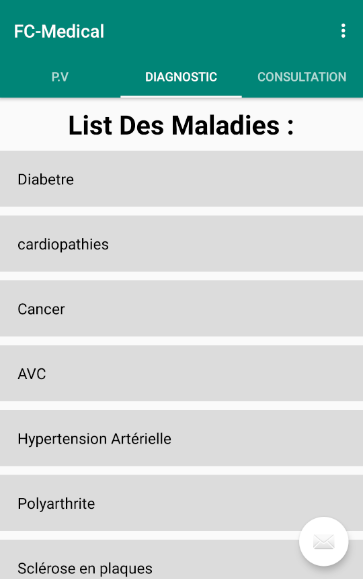 FC-Medical
P.V DIAGNOSTIC CONSULTATION
List Des Maladies :
Diabetre
cardiopathies
Cancer
AVC
Hypertension Artérielle
Polyarthrite
Sclérose en plaques